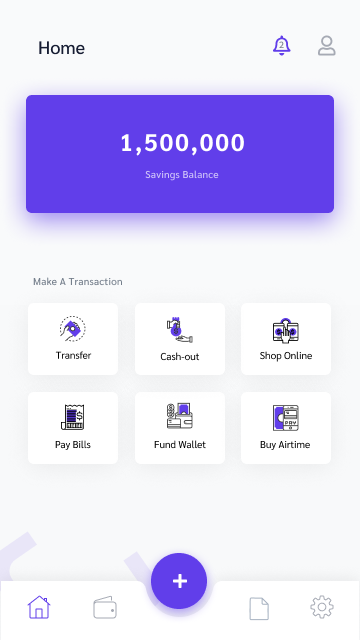 Home
2
1,500,000
Savings Balance
Make A Transaction
Transfer
Cash-out
Shop Online
Pay Bills
Fund Wallet
Buy Airtime